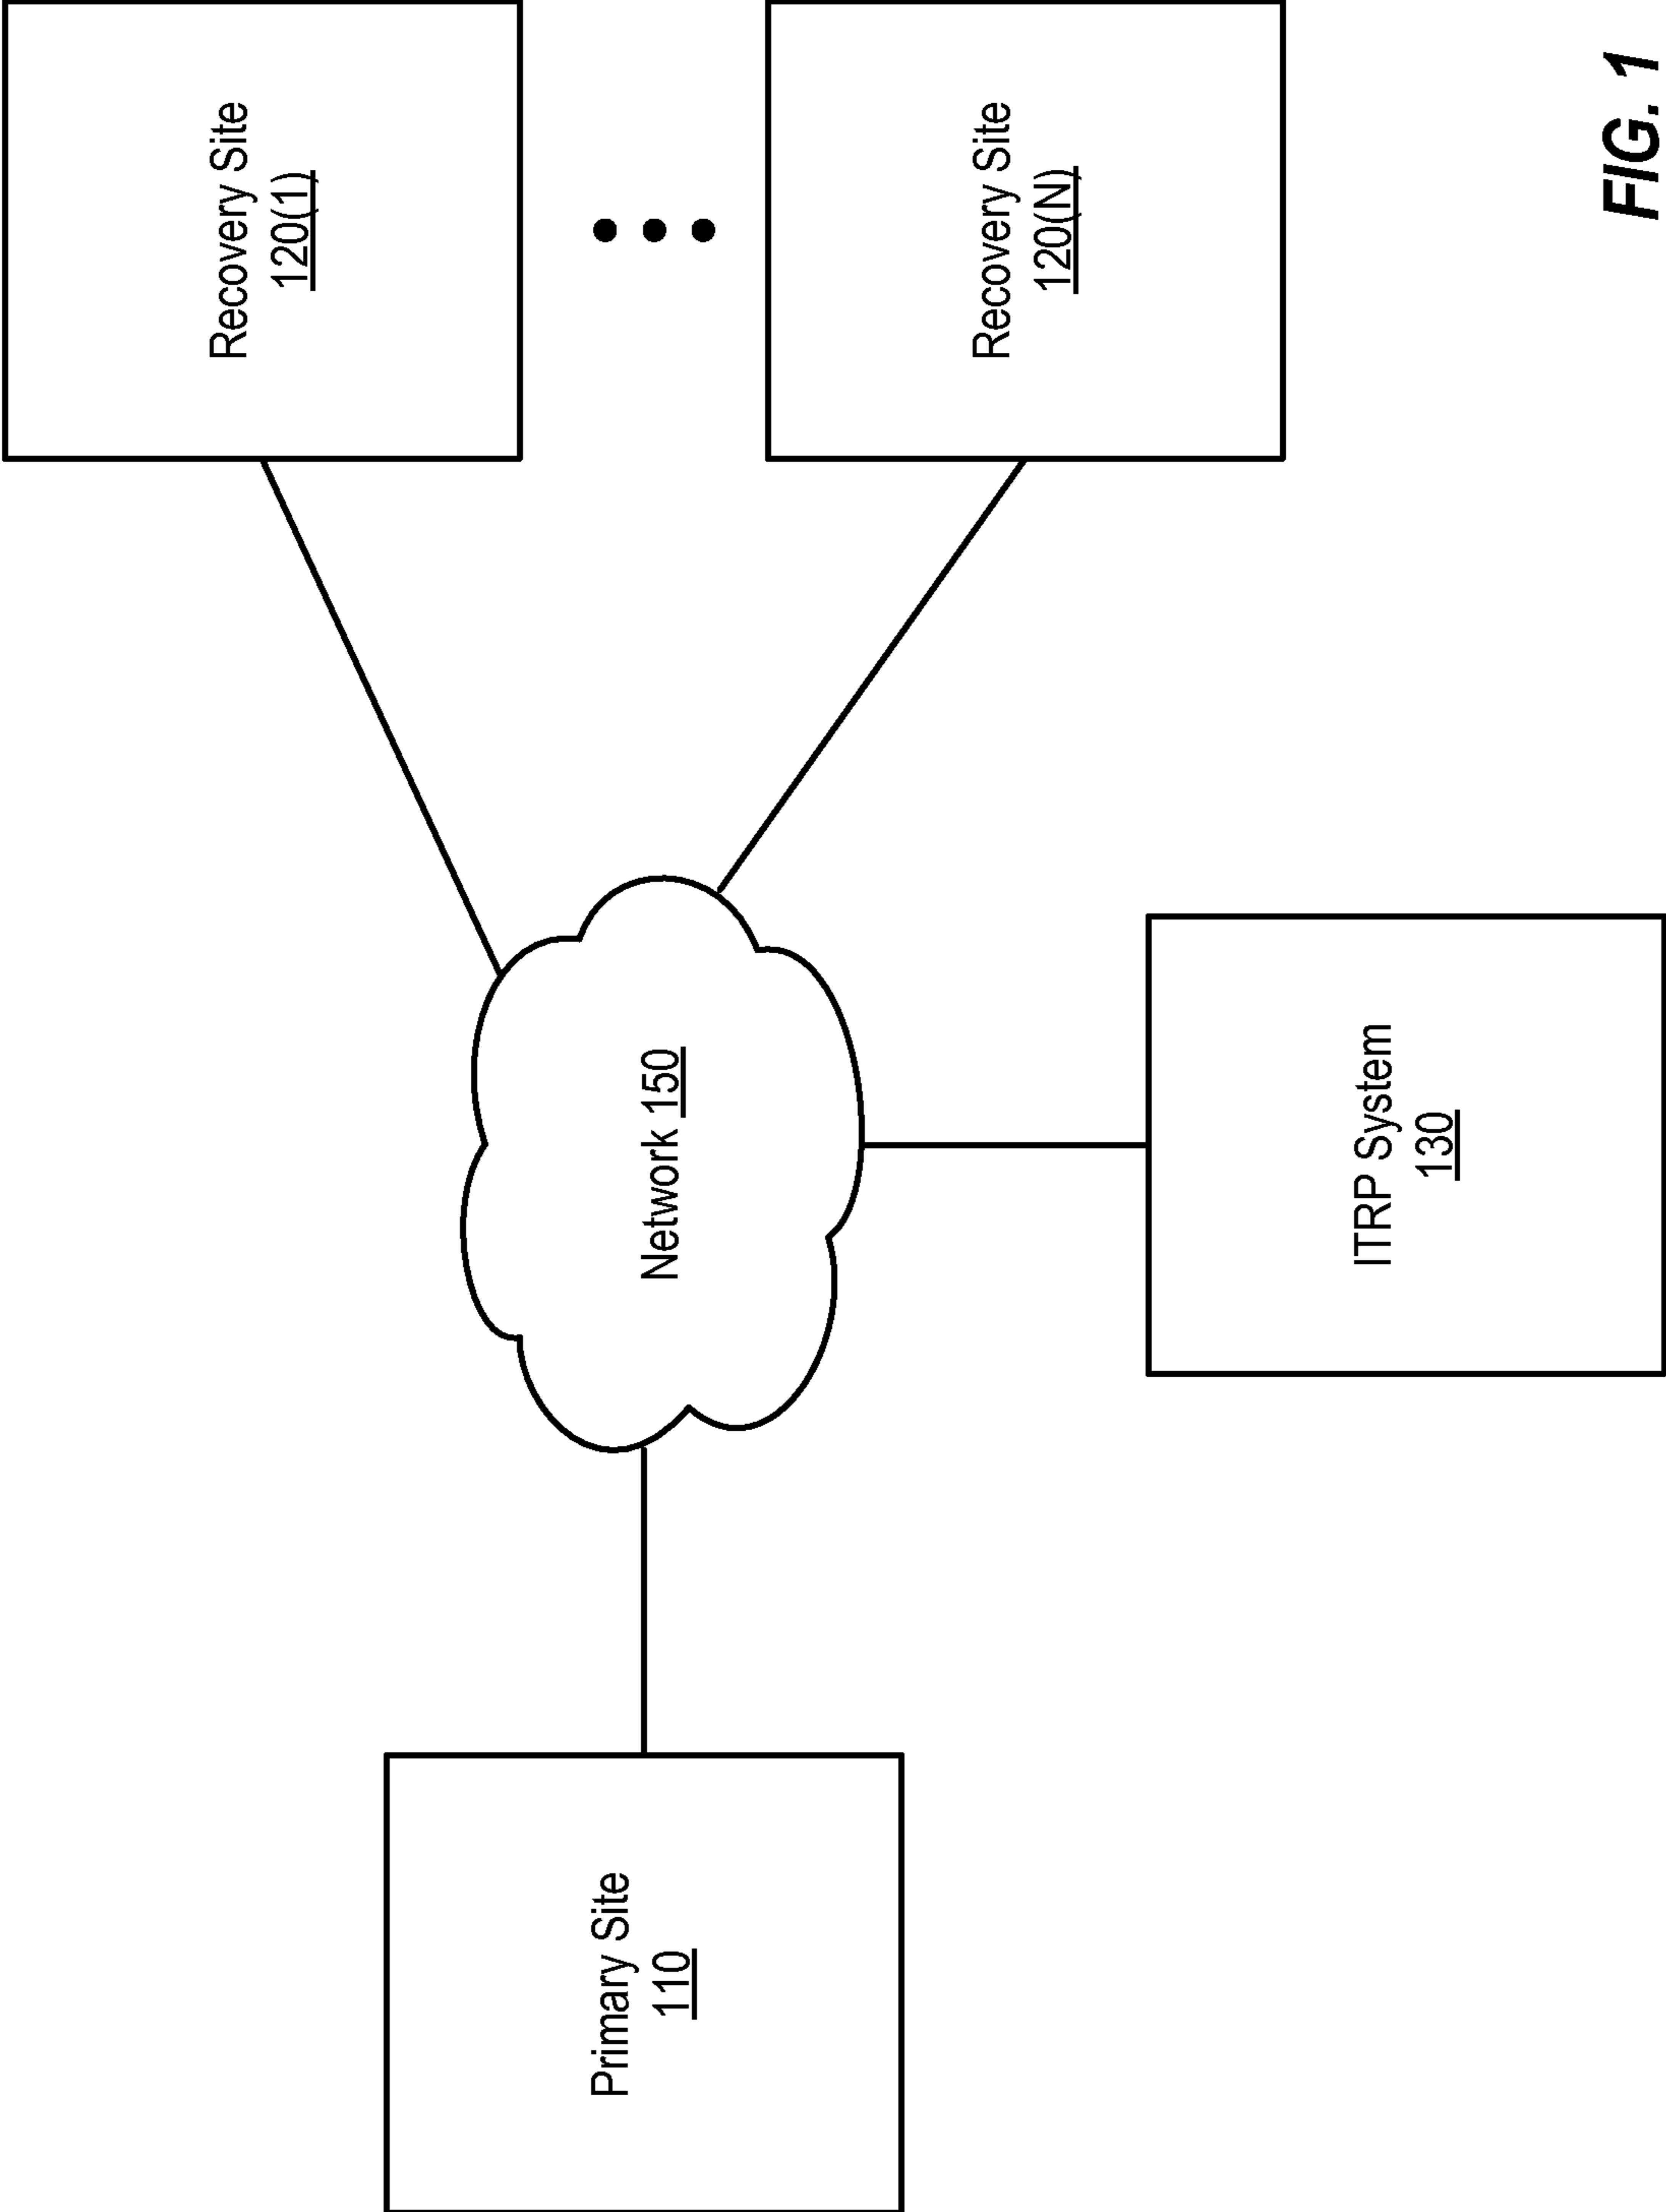 Recovery Site
120(1)
Recovery Site
120(N)
Network 150
Primary Site
110
ITRP System
130
FIG. 1